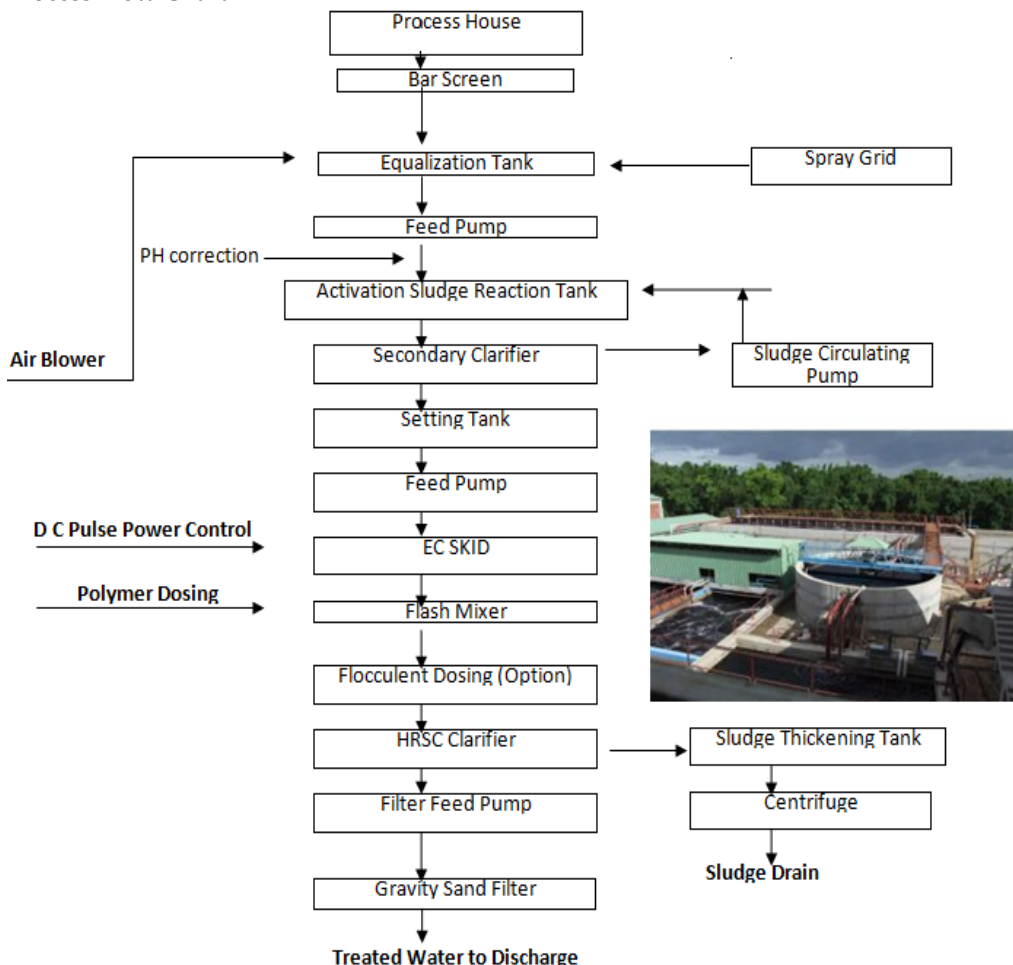 Process House
Bar Screen
Equalization Tank
Spray Grid
Feed Pump
PH correction
Activation Sludge Reaction Tank
Air Blower
Secondary Clarifier
Sludge Circulating
Pump
Setting Tank
Feed Pump
D C Pulse Power Control
EC SKID
Polymer Dosing
Flash Mixer
Flocculent Dosing (Option)
HRSC Clarifier
Sludge Thickening Tank
Filter Feed Pump
Centrifuge
Sludge Drain
Gravity Sand Filter
Treated Water to Discharge